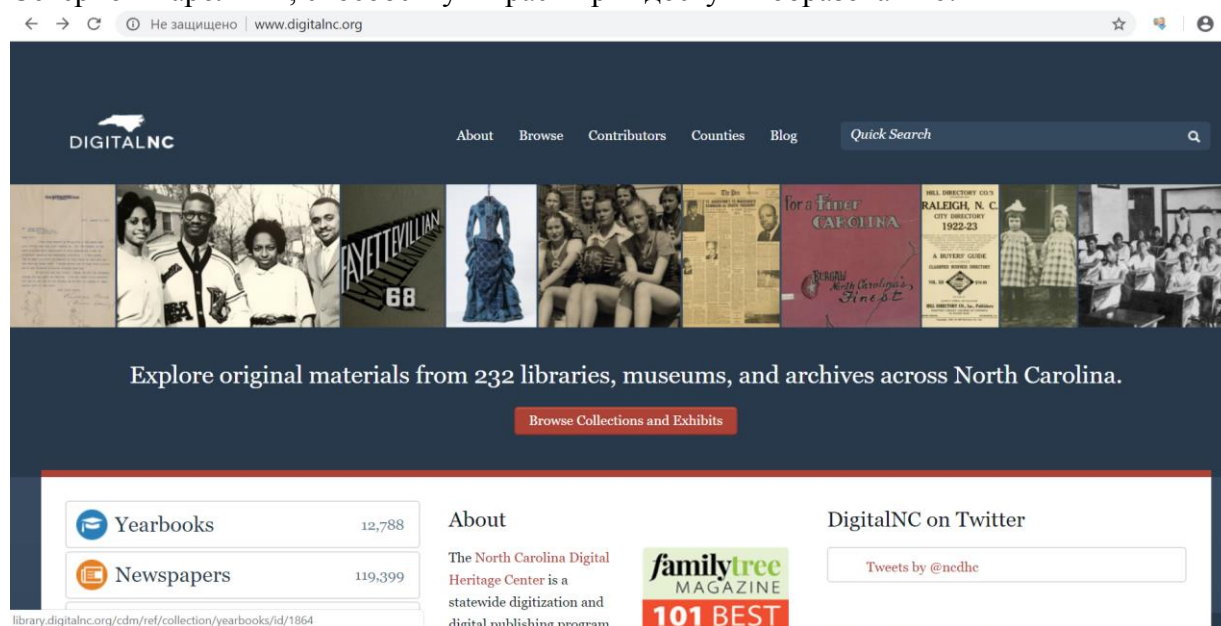 Не защищено | www.digitalnc.org
DIGITALNC
About Browse Contributors Counties Blog Quick Search
FAYETTEVILLIAN
68
For a Finer
CAROLINA
BURGAW
North Carolina's
Finest
HILL DIRECTORY CO.'S
RALEIGH, N. C.
CITY DIRECTORY
1922-23
A BUYERS' GUIDE
Explore original materials from 232 libraries, museums, and archives across North Carolina.
Browse Collections and Exhibits
Yearbooks 12,788
Newspapers 119,399
About
The North Carolina Digital
Heritage Center is a
statewide digitization and
digital publishing program
familytree
MAGAZINE
101 BEST
DigitalNC on Twitter
Tweets by @ncdhc
library.digitalnc.org/cdm/ref/collection/yearbooks/id/1864